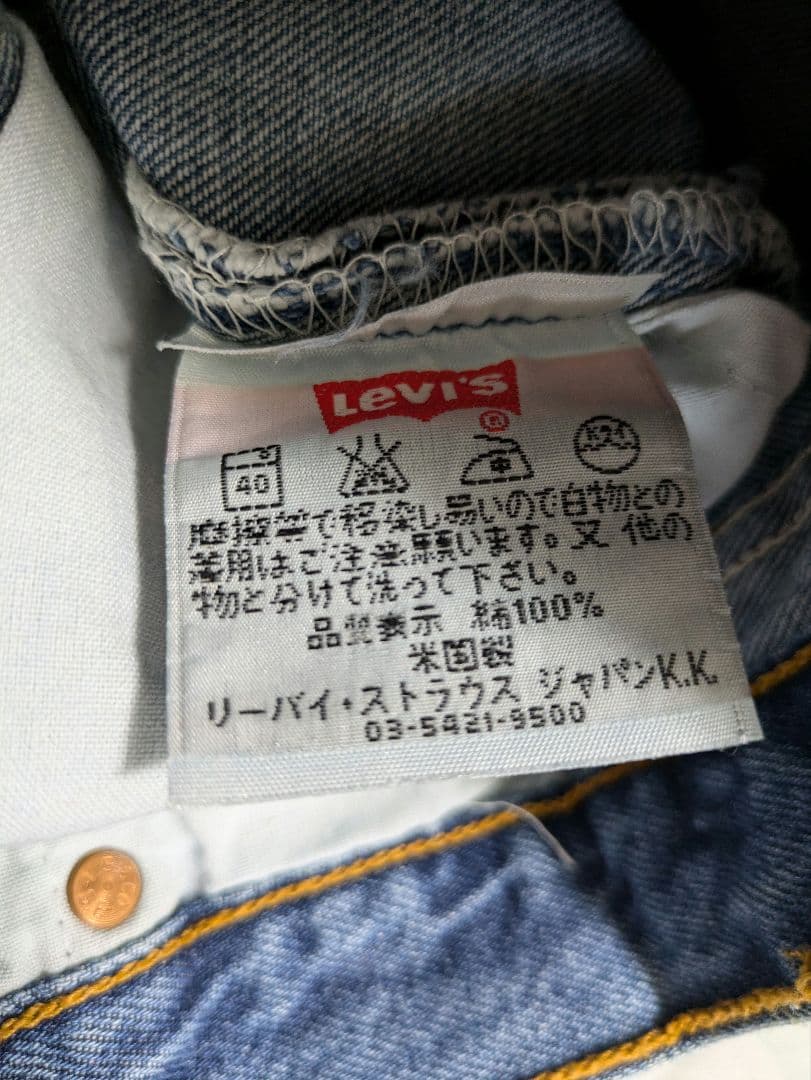 Levi's
®
40 ドライ
摩擦等で移染し易いので白物との
着用はご注意願います。又 他の
物と分けて洗って下さい。
品質表示 綿100%
米国製
リーバイ・ストラウス ジャパンK.K.
03-5421-9500